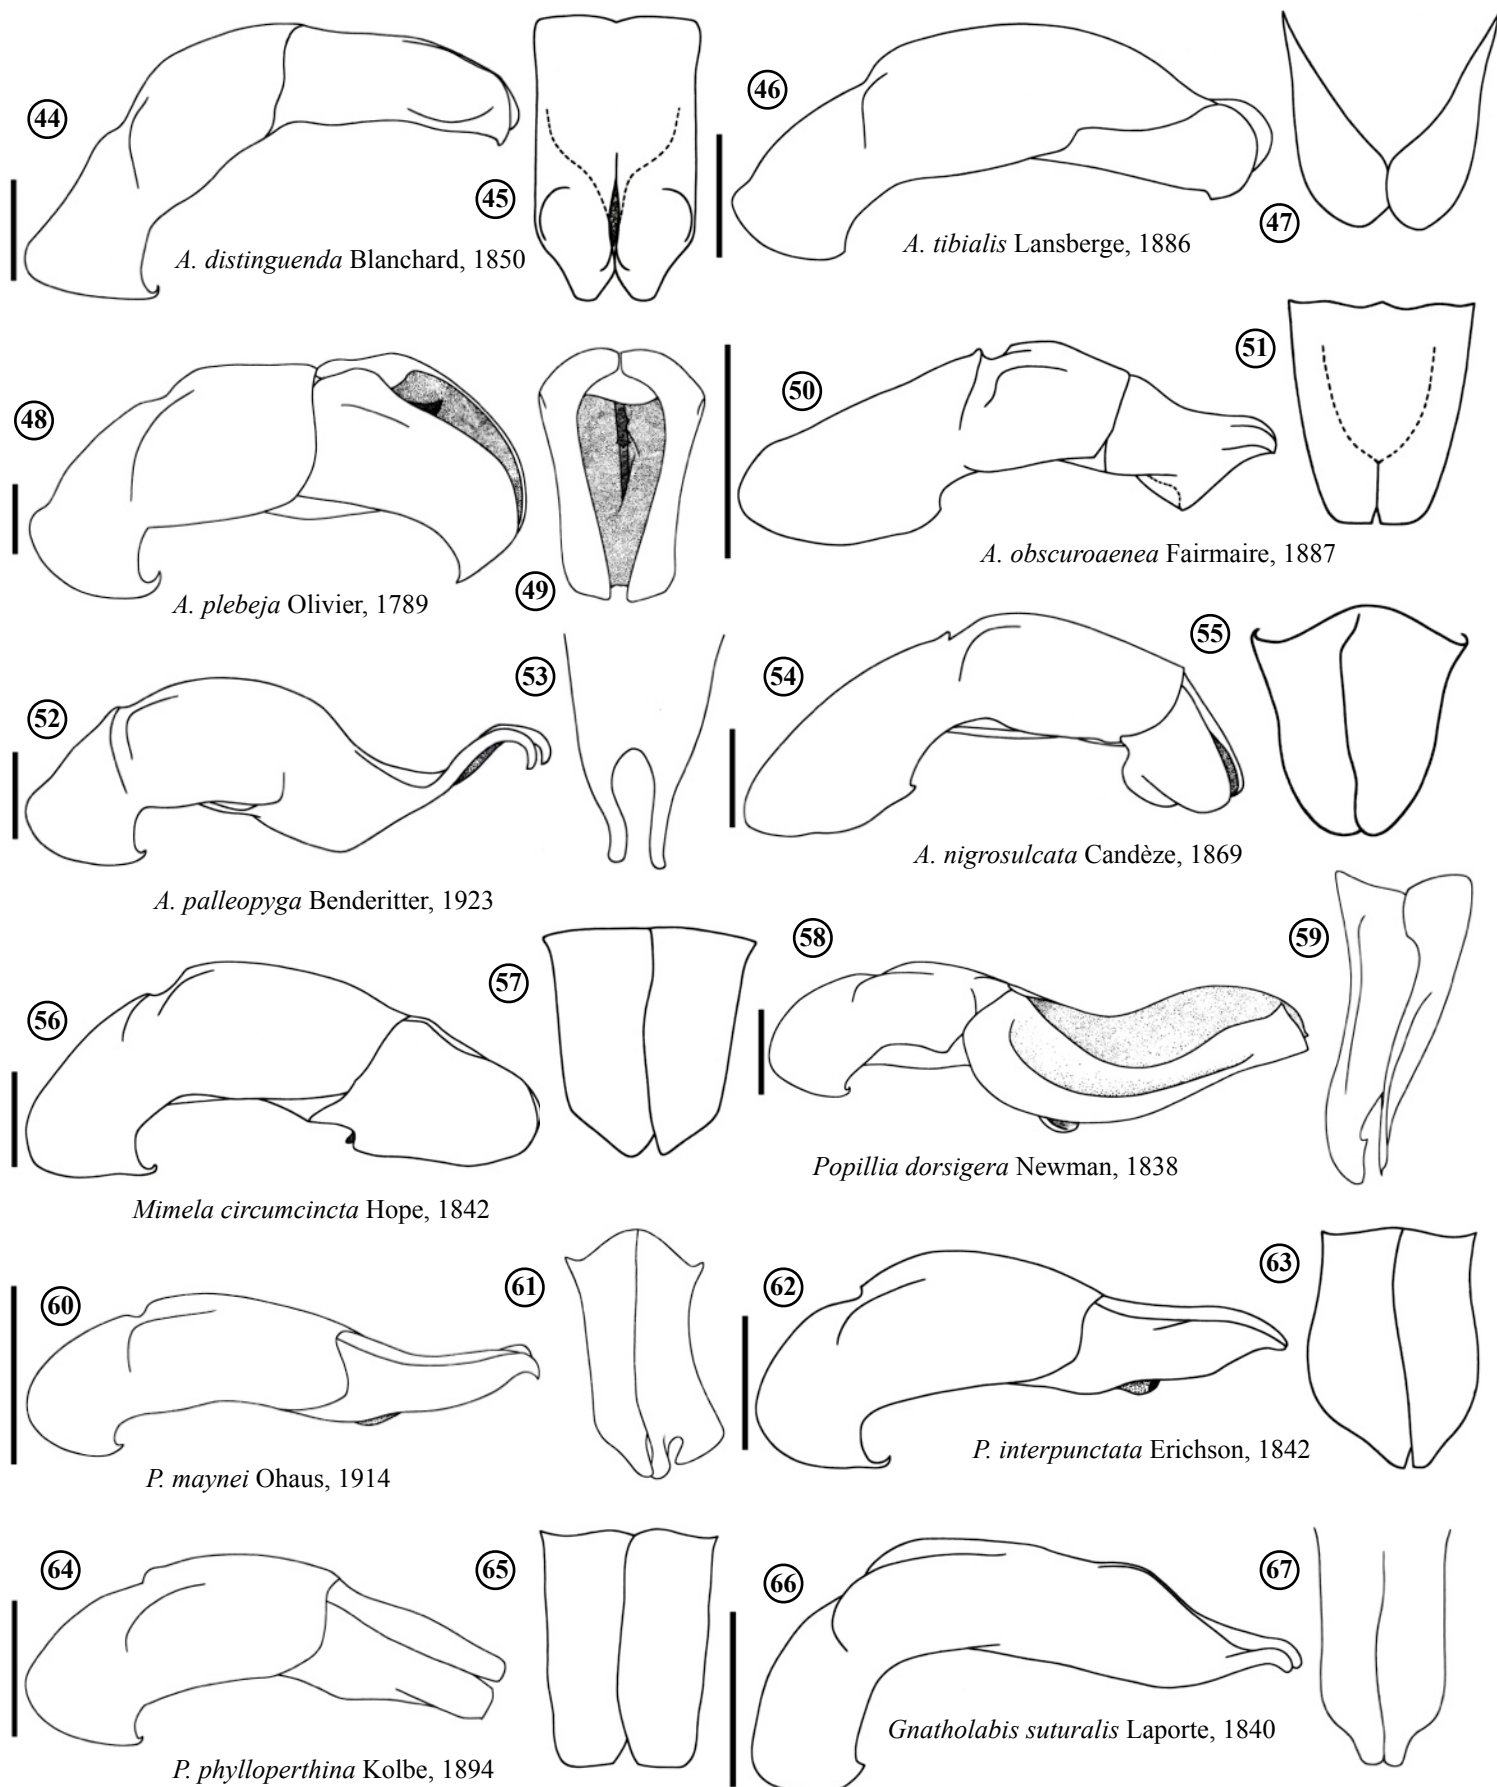 44
45
A. distinguenda Blanchard, 1850
46
47
A. tibialis Lansberge, 1886
48
49
A. plebeja Olivier, 1789
50
51
A. obscuroaenea Fairmaire, 1887
52
53
A. palleopyga Benderitter, 1923
54
55
A. nigrosulcata Candèze, 1869
56
57
Mimela circumcincta Hope, 1842
58
59
Popillia dorsigera Newman, 1838
60
61
P. maynei Ohaus, 1914
62
63
P. interpunctata Erichson, 1842
64
65
P. phylloperthina Kolbe, 1894
66
67
Gnatholabis suturalis Laporte, 1840